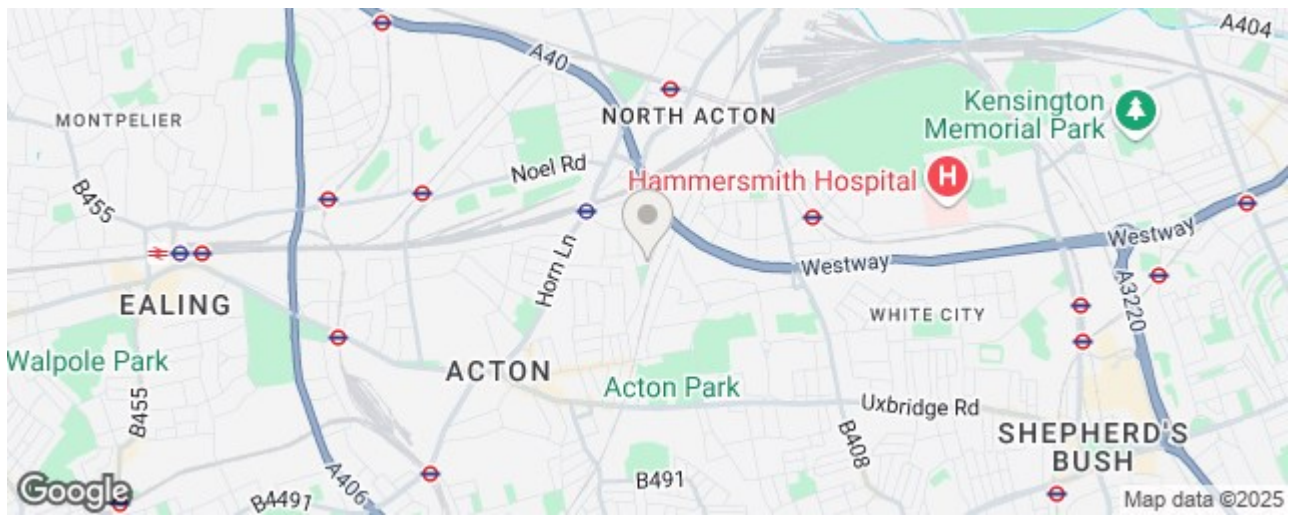 A404
A40
MONTPELIER
NORTH ACTON
Kensington
Memorial Park
Noel Rd
Hammersmith Hospital
H
B455
Horn Ln
Westway
Westway
EALING
A3220
WHITE CITY
Walpole Park
ACTON
Acton Park
B455
Uxbridge Rd
B408
SHEPHERD'S
BUSH
A406
B491
B4491
Google
Map data ©2025